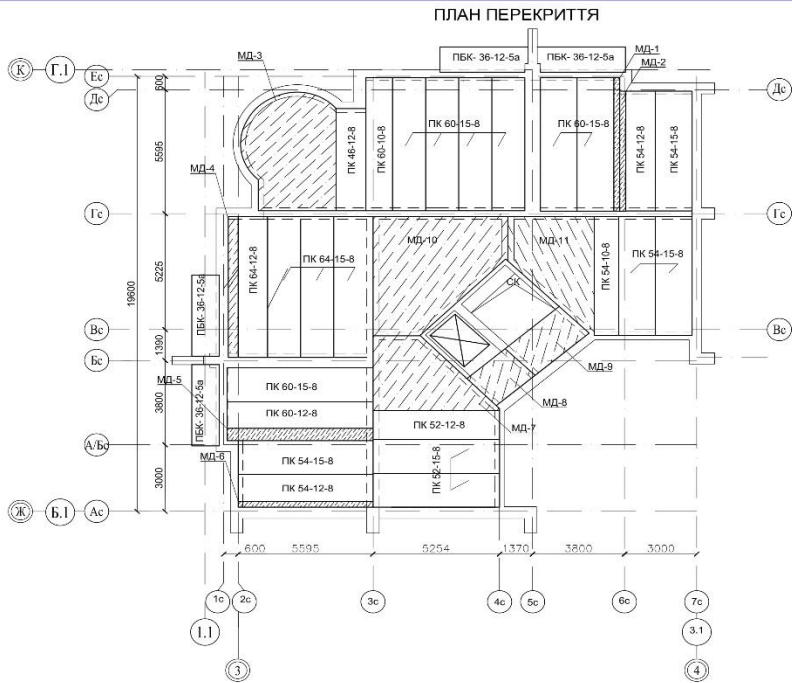 ПЛАН ПЕРЕКРИТТЯ
ПБК- 36-12-5а
ПБК- 36-12-5а
МД-1
МД-2
МД-3
К
Г.1
Ес
Дс
Дс
600
5595
ПК 46-12-8
ПК 60-10-8
ПК 60-15-8
ПК 60-15-8
ПК 54-12-8
ПК 54-15-8
МД-4
Гс
Гс
МД-10
МД-11
ПК 64-12-8
ПК 64-15-8
ПК 54-10-8
ПК 54-15-8
СК
19600
5225
ПБК- 36-12-5а
Вс
Вс
1390
Бс
МД-9
МД-5
ПК 60-15-8
МД-8
3800
ПБК- 36-12-5а
ПК 60-12-8
ПК 52-12-8
МД-7
А/Бс
МД-6
ПК 54-15-8
ПК 52-15-8
3000
ПК 54-12-8
Ж
Б.1
Ас
600
5595
5254
1370
3800
3000
1с
2с
3с
4с
5с
6с
7с
1.1
3.1
3
4